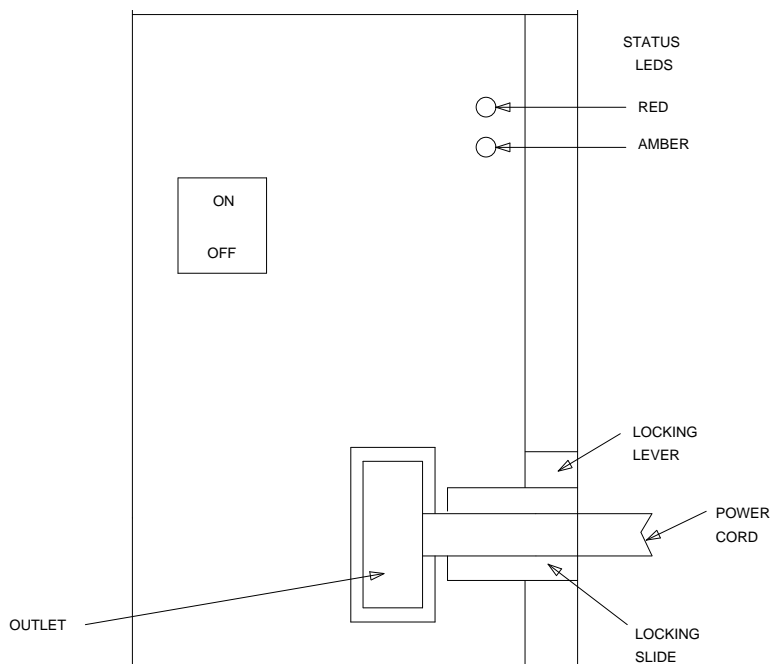 STATUS
LEDS
RED
AMBER
ON
OFF
LOCKING
LEVER
POWER
CORD
OUTLET
LOCKING
SLIDE